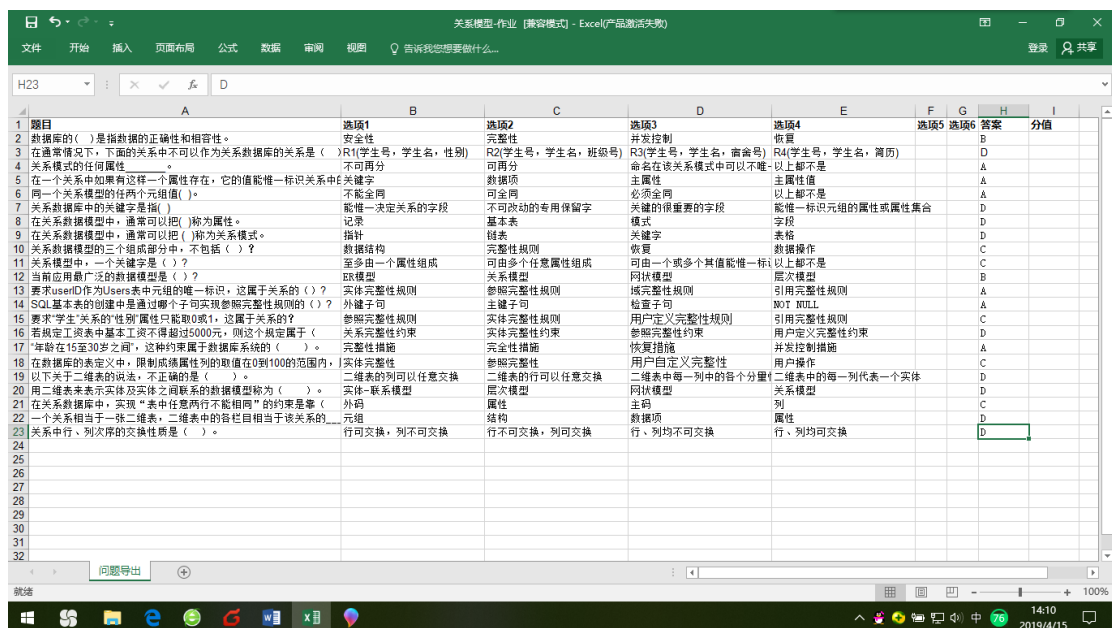 关系模型-作业 [兼容模式] - Excel(产品激活失败)
文件 开始 插入 页面布局 公式 数据 审阅 视图 告诉我您想要做什么... 登录 共享
H23 fx D
A B C D E F G H I
1 题目 选项1 选项2 选项3 选项4 选项5 选项6 答案 分值
2 数据库的( )是指数据的正确性和相容性。 安全性 完整性 并发控制 恢复 B
3 在通常情况下，下面的关系中不可以作为关系数据库的关系是( )R1(学生号，学生名，性别) R2(学生号，学生名，班级号) R3(学生号，学生名，宿舍号) R4(学生号，学生名，简历) D
4 关系模式的任何属性______。 不可再分 可再分 命名在该关系模式中可以不唯一 以上都不是 A
5 在一个关系中如果有这样一个属性存在，它的值能惟一标识关系中 关键字 数据项 主属性 主属性值 A
6 同一个关系模型的任两个元组值( )。 不能全同 可全同 必须全同 以上都不是 A
7 关系数据库中的关键字是指( ) 能惟一决定关系的字段 不可改动的专用保留字 关键的很重要的字段 能惟一标识元组的属性或属性集合 D
8 在关系数据模型中，通常可以把( )称为属性。 记录 基本表 模式 字段 D
9 在关系数据模型中，通常可以把( )称为关系模式。 指针 链表 关键字 表格 D
10 关系数据模型的三个组成部分中，不包括( )? 数据结构 完整性规则 恢复 数据操作 C
11 关系模型中，一个关键字是( )? 至多由一个属性组成 可由多个任意属性组成 可由一个或多个其值能惟一标 以上都不是 C
12 当前应用最广泛的数据模型是( )? ER模型 关系模型 网状模型 层次模型 B
13 要求userID作为Users表中元组的唯一标识，这属于关系的( )? 实体完整性规则 参照完整性规则 域完整性规则 引用完整性规则 A
14 SQL基本表的创建中是通过哪个子句实现参照完整性规则的( )? 外键子句 主键子句 检查子句 NOT NULL A
15 要求"学生"关系的"性别"属性只能取0或1，这属于关系的? 参照完整性规则 实体完整性规则 用户定义完整性规则 引用完整性规则 C
16 若规定工资表中基本工资不得超过5000元，则这个规定属于( 关系完整性约束 实体完整性约束 参照完整性约束 用户定义完整性约束 D
17 "年龄在15至30岁之间"，这种约束属于数据库系统的( ) 完整性措施 完全性措施 恢复措施 并发控制措施 A
18 在数据库的表定义中，限制成绩属性列的取值在0到100的范围内， 实体完整性 参照完整性 用户自定义完整性 用户操作 C
19 以下关于二维表的说法，不正确的是( )。 二维表的列可以任意交换 二维表的行可以任意交换 二维表中每一列中的各个分量 二维表中的每一列代表一个实体 D
20 用二维表来表示实体及实体之间联系的数据模型称为( )。 实体-联系模型 层次模型 网状模型 关系模型 D
21 在关系数据库中，实现“表中任意两行不能相同”的约束是靠( 外码 属性 主码 列 C
22 一个关系相当于一张二维表，二维表中的各栏目相当于该关系的__ 元组 结构 数据项 属性 D
23 关系中行、列次序的交换性质是( )。 行可交换，列不可交换 行不可交换，列可交换 行、列均不可交换 行、列均可交换 D
24
25
26
27
28
29
30
31
32
问题导出
就绪 100%
中 76 14:10
2019/4/15